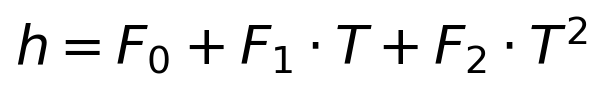 h = F₀ + F₁ · T + F₂ · T²